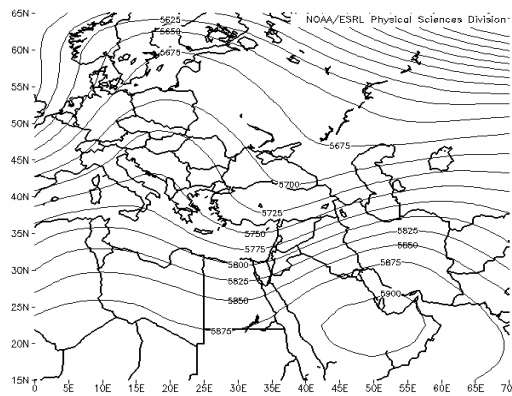 NOAA/ESRL Physical Sciences Division
65N
60N
55N
50N
45N
40N
35N
30N
25N
20N
15N
5625
5650
5675
5675
5700
5725
5750
5775
5800
5825
5850
5875
5825
5850
5875
5900
0 5E 10E 15E 20E 25E 30E 35E 40E 45E 50E 55E 60E 65E 70